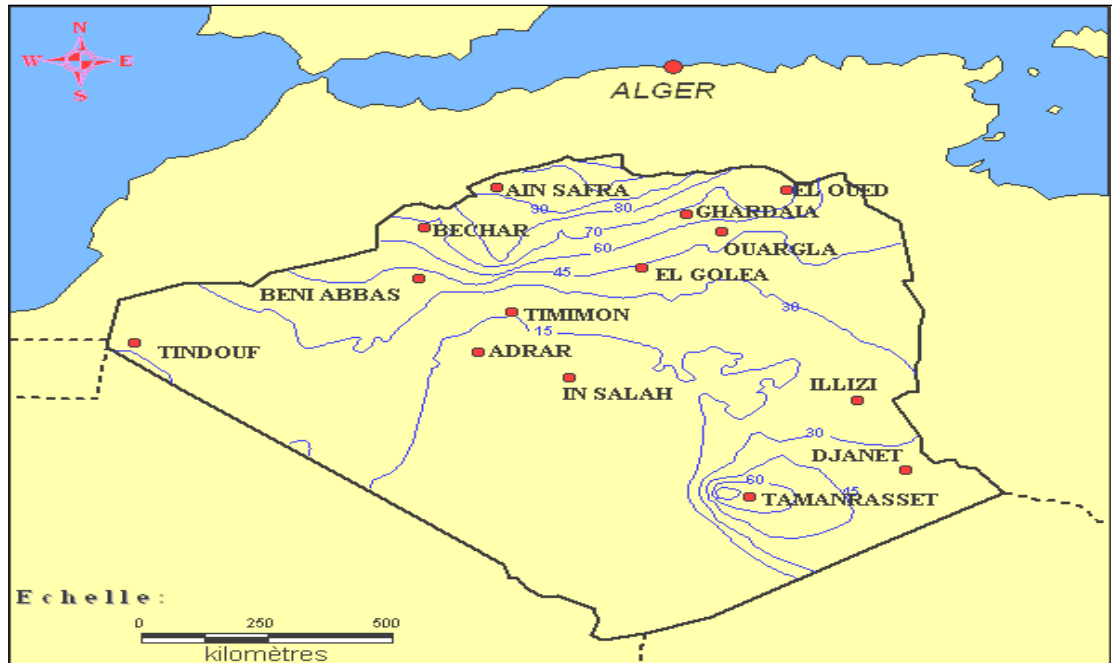 N
W E
S
ALGER
AIN SAFRA
EL OUED
90
80
GHARDAIA
BECHAR
70
60
OUARGLA
45
EL GOLEA
BENI ABBAS
30
TIMIMON
15
TINDOUF
ADRAR
IN SALAH
ILLIZI
30
DJANET
60
45
TAMANRASSET
Echelle:
0 250 500
kilomètres